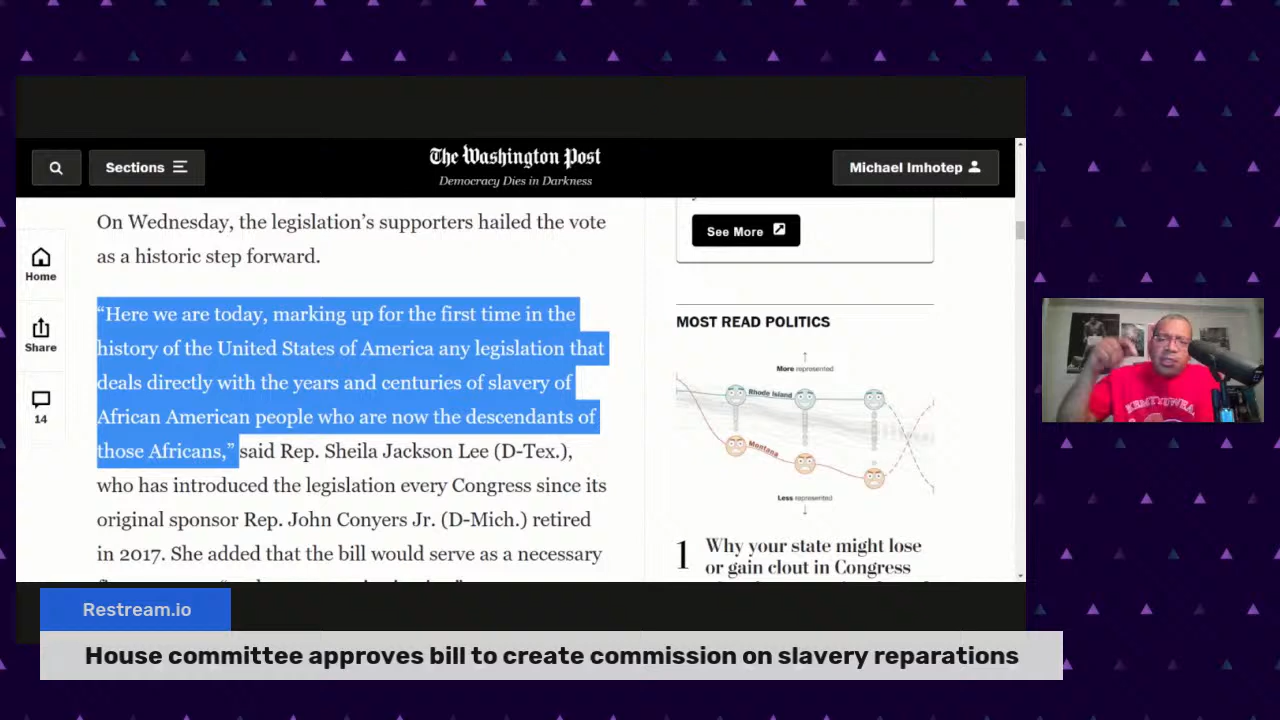 The Washington Post
Democracy Dies in Darkness
Sections
Michael Imhotep
On Wednesday, the legislation’s supporters hailed the vote
as a historic step forward.
“Here we are today, marking up for the first time in the
history of the United States of America any legislation that
deals directly with the years and centuries of slavery of
African American people who are now the descendants of
those Africans,” said Rep. Sheila Jackson Lee (D-Tex.),
who has introduced the legislation every Congress since its
original sponsor Rep. John Conyers Jr. (D-Mich.) retired
in 2017. She added that the bill would serve as a necessary
Home
Share
14
See More
MOST READ POLITICS
More represented
Rhode Island
Montana
Less represented
1 Why your state might lose
or gain clout in Congress
Restream.io
House committee approves bill to create commission on slavery reparations